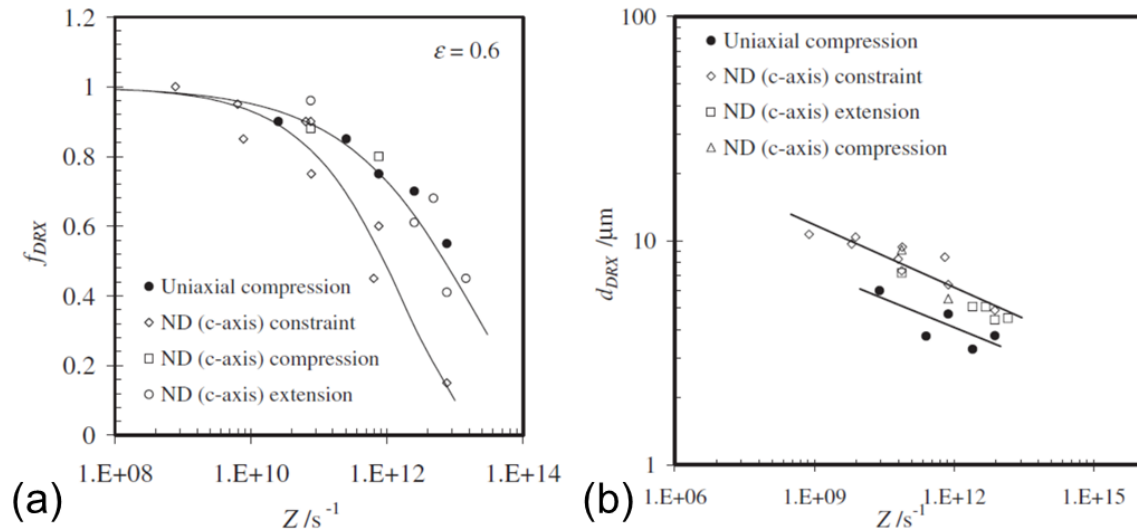 1.2
1
0.8
0.6
0.4
0.2
0
f_DRX
ε = 0.6
● Uniaxial compression
◇ ND (c-axis) constraint
□ ND (c-axis) compression
○ ND (c-axis) extension
1.E+08 1.E+10 1.E+12 1.E+14
Z /s⁻¹
(a)
100
10
1
d_DRX /μm
● Uniaxial compression
◇ ND (c-axis) constraint
□ ND (c-axis) extension
△ ND (c-axis) compression
1.E+06 1.E+09 1.E+12 1.E+15
Z /s⁻¹
(b)